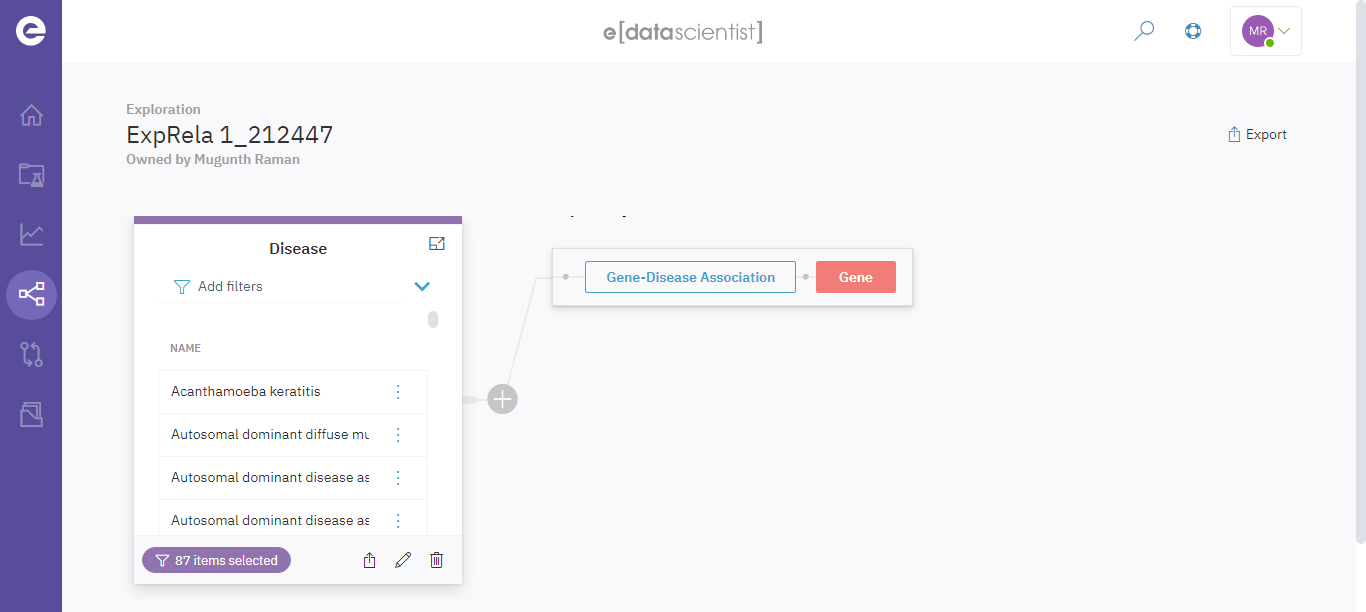 e[datascientist]
MR
Exploration
ExpRela 1_212447
Owned by Mugunth Raman
Export
Disease
Add filters
NAME
Acanthamoeba keratitis
Autosomal dominant diffuse mu
Autosomal dominant disease as
Autosomal dominant disease as
87 items selected
Gene-Disease Association
Gene